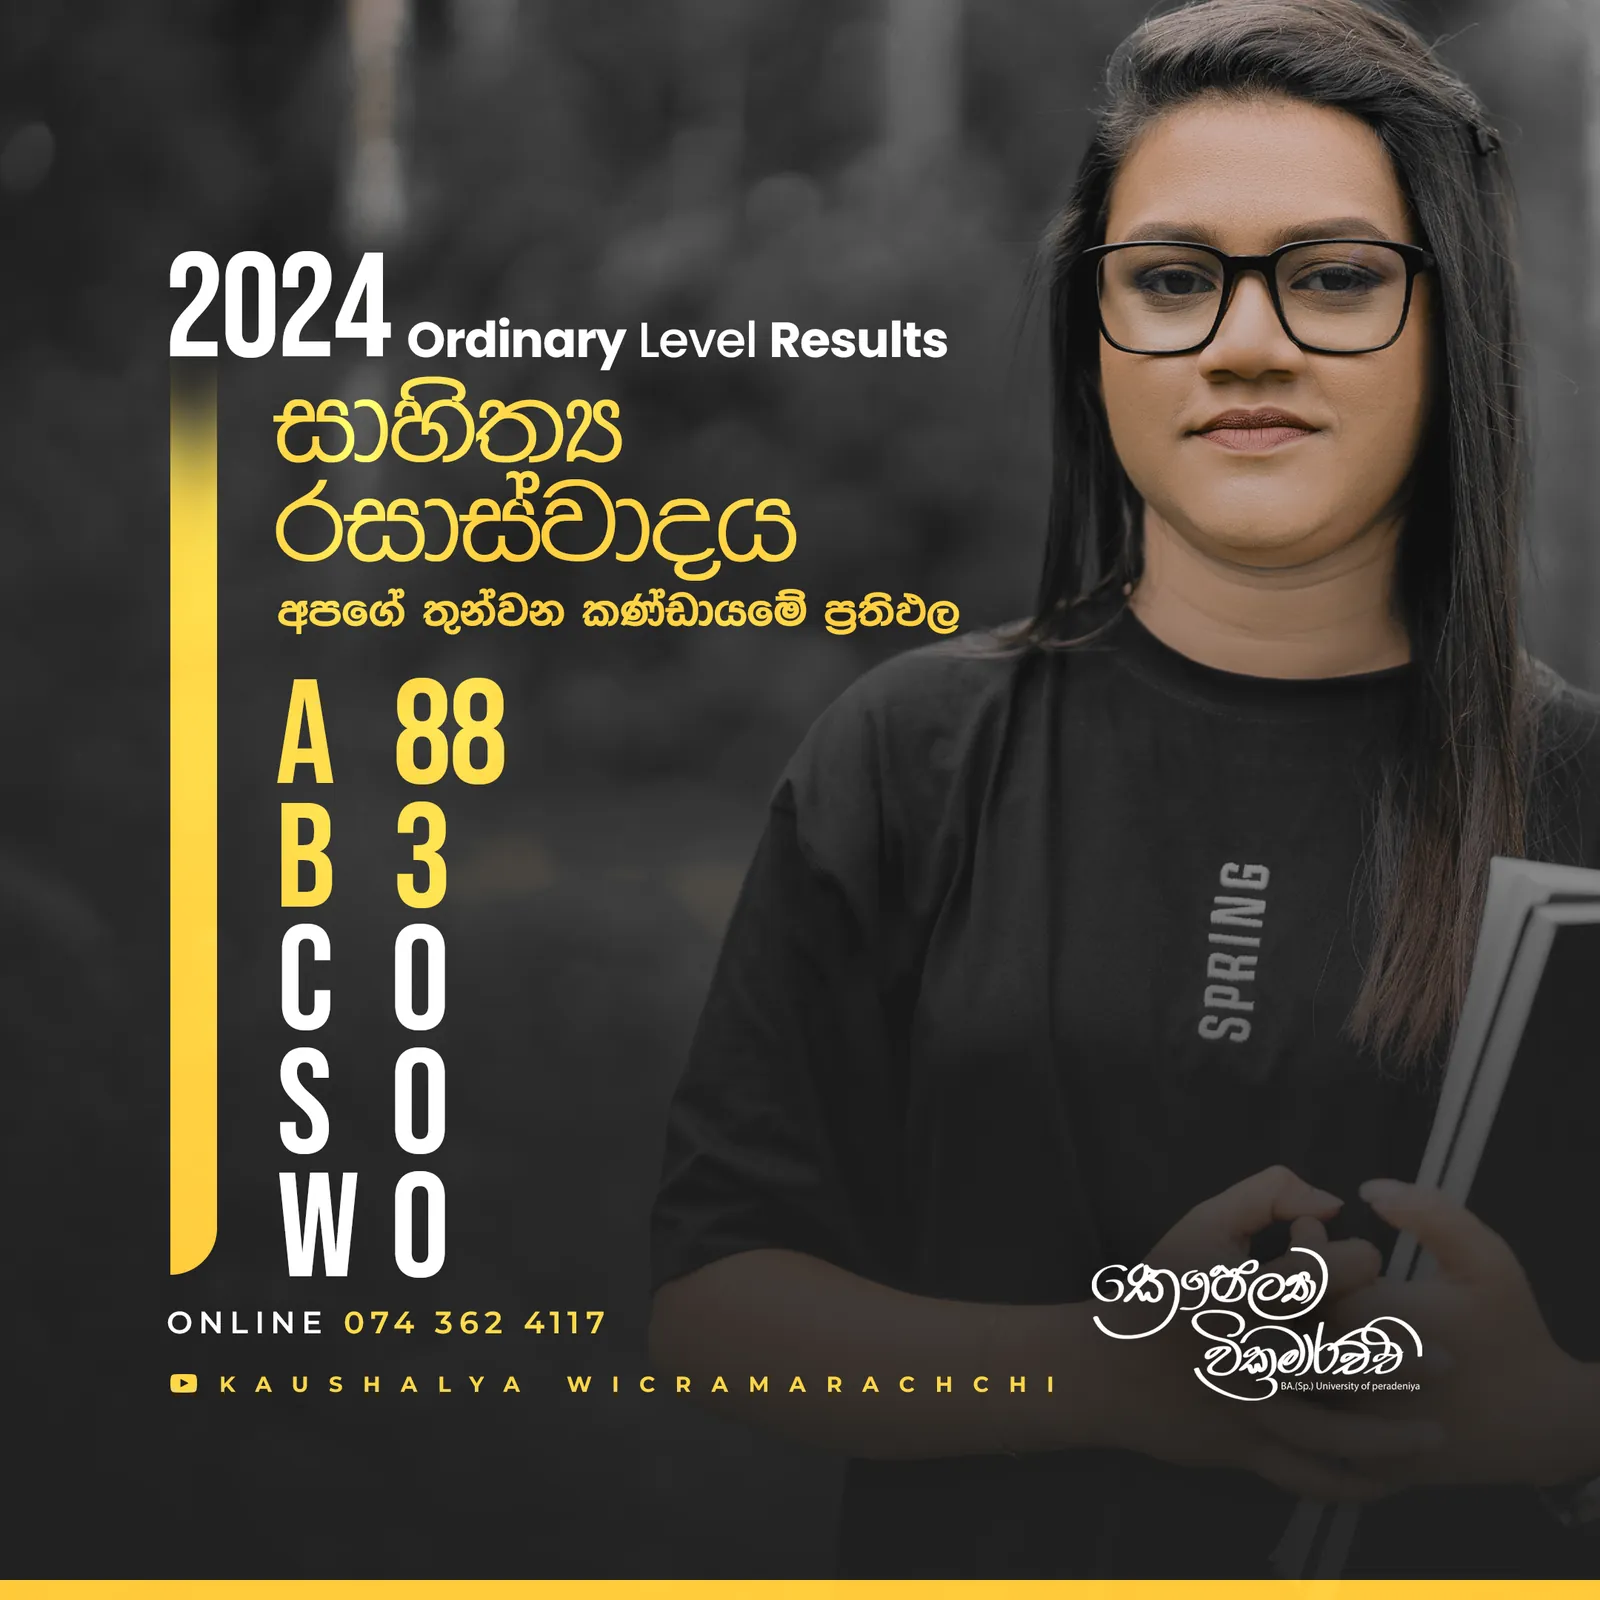 2024 Ordinary Level Results
සාහිත්‍ය
රසාස්වාදය
අපගේ තුන්වන කණ්ඩායමේ ප්‍රතිඵල
A 88
B 3
C 0
S 0
W 0
ONLINE 074 362 4117
KAUSHALYA WICRAMARACHCHI
SPRING
කෞශල්‍යා
වික්‍රමාරච්චි
BA.(Sp.) University of peradeniya